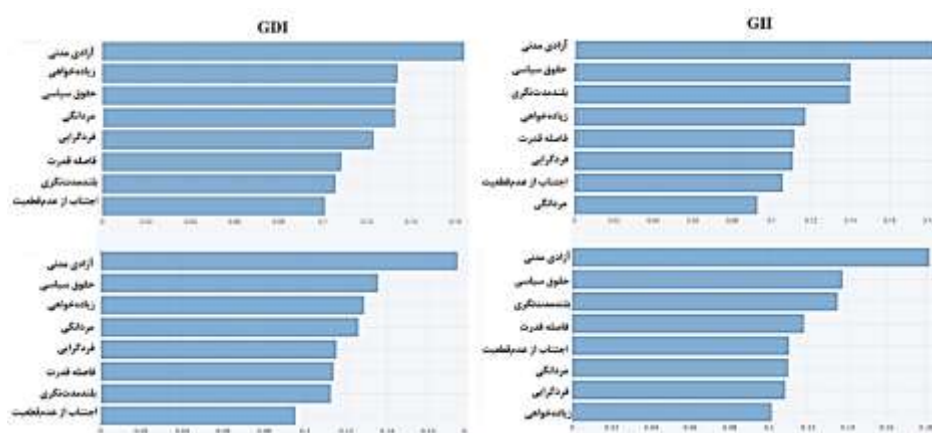 GDI
آزادی مدنی
زیاده‌خواهی
حقوق سیاسی
مردانگی
فردگرایی
فاصله قدرت
بلندمدت‌نگری
اجتناب از عدم‌قطعیت
GII
آزادی مدنی
حقوق سیاسی
بلندمدت‌نگری
زیاده‌خواهی
فاصله قدرت
فردگرایی
اجتناب از عدم‌قطعیت
مردانگی
آزادی مدنی
حقوق سیاسی
زیاده‌خواهی
مردانگی
فردگرایی
فاصله قدرت
بلندمدت‌نگری
اجتناب از عدم‌قطعیت
آزادی مدنی
حقوق سیاسی
بلندمدت‌نگری
فاصله قدرت
اجتناب از عدم‌قطعیت
مردانگی
فردگرایی
زیاده‌خواهی